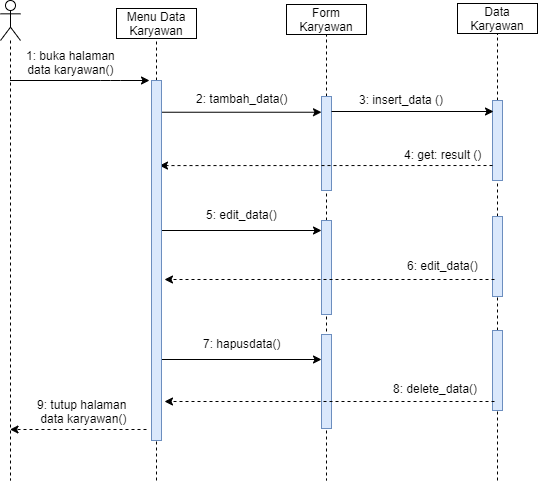 Menu Data
Karyawan
Form
Karyawan
Data
Karyawan
1: buka halaman
data karyawan()
2: tambah_data()
3: insert_data ()
4: get: result ()
5: edit_data()
6: edit_data()
7: hapusdata()
8: delete_data()
9: tutup halaman
data karyawan()